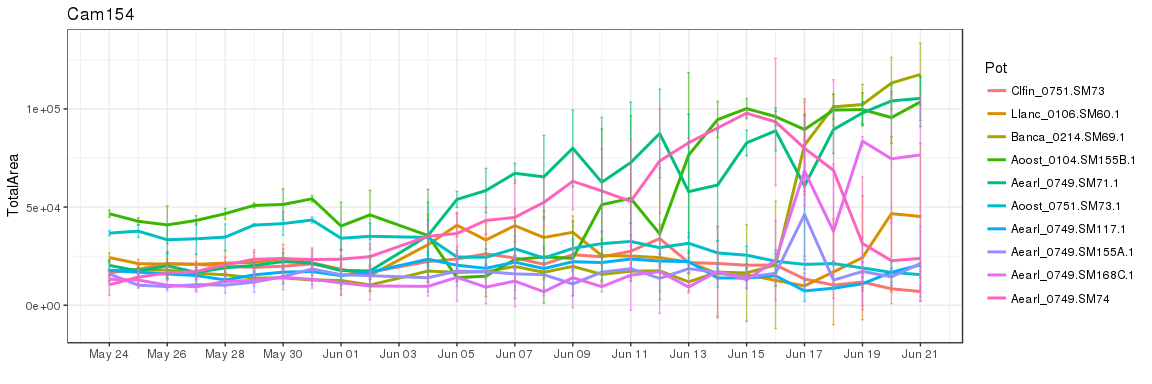 Cam154
TotalArea
1e+05
5e+04
0e+00
May 24 May 26 May 28 May 30 Jun 01 Jun 03 Jun 05 Jun 07 Jun 09 Jun 11 Jun 13 Jun 15 Jun 17 Jun 19 Jun 21
Pot
Clfin_0751.SM73
Llanc_0106.SM60.1
Banca_0214.SM69.1
Aoost_0104.SM155B.1
Aearl_0749.SM71.1
Aoost_0751.SM73.1
Aearl_0749.SM117.1
Aearl_0749.SM155A.1
Aearl_0749.SM168C.1
Aearl_0749.SM74